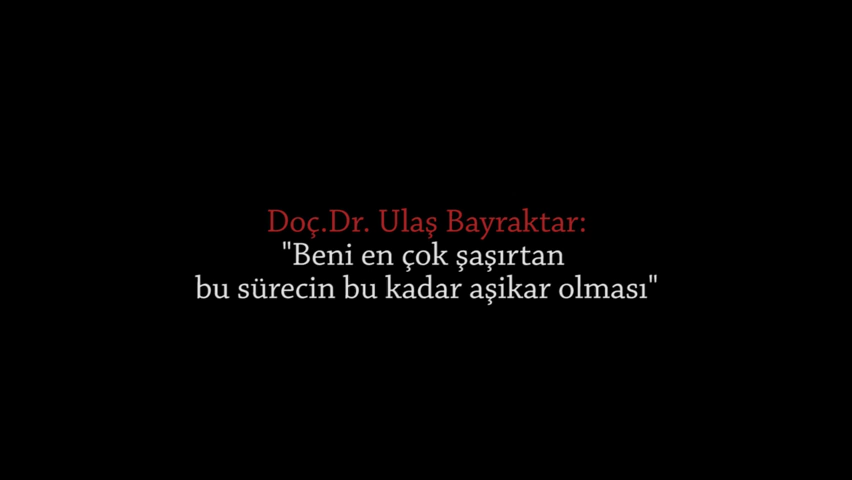 Doç.Dr. Ulaş Bayraktar:
"Beni en çok şaşırtan
bu sürecin bu kadar aşikar olması"